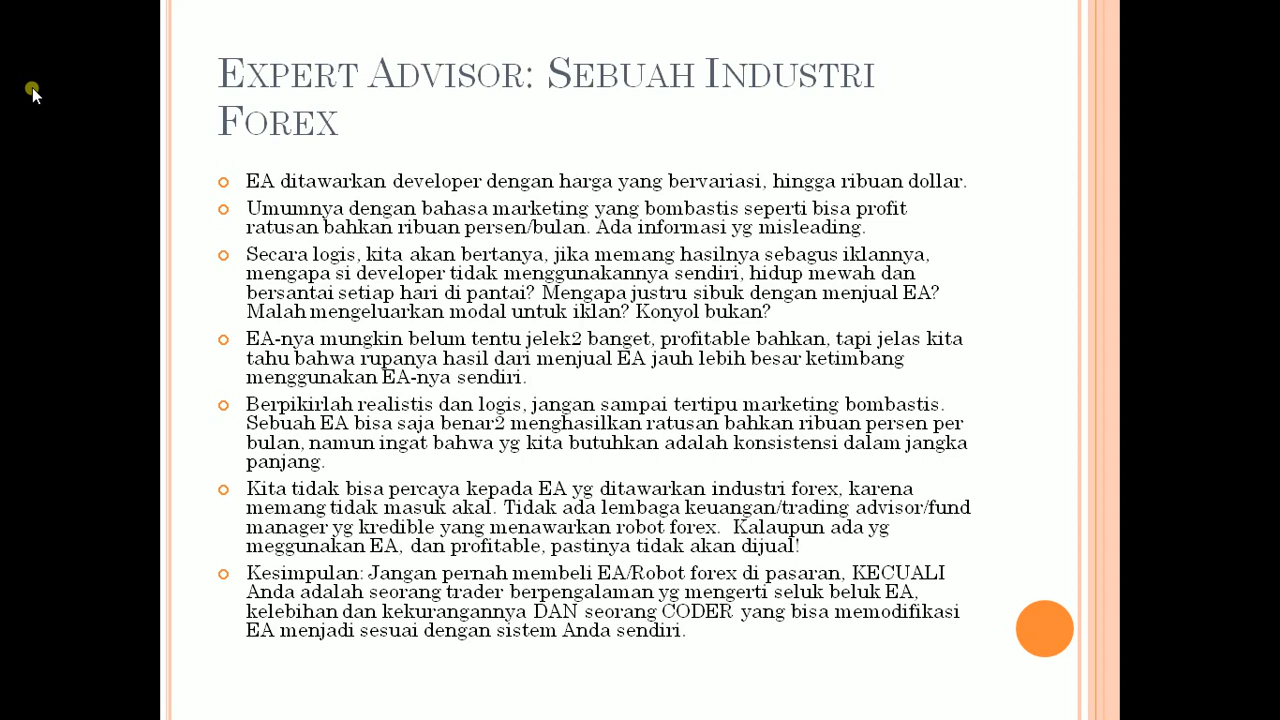 EXPERT ADVISOR: SEBUAH INDUSTRI
FOREX
EA ditawarkan developer dengan harga yang bervariasi, hingga ribuan dollar.
Umumnya dengan bahasa marketing yang bombastis seperti bisa profit
ratusan bahkan ribuan persen/bulan. Ada informasi yg misleading.
Secara logis, kita akan bertanya, jika memang hasilnya sebagus iklannya,
mengapa si developer tidak menggunakannya sendiri, hidup mewah dan
bersantai setiap hari di pantai? Mengapa justru sibuk dengan menjual EA?
Malah mengeluarkan modal untuk iklan? Konyol bukan?
EA-nya mungkin belum tentu jelek2 banget, profitable bahkan, tapi jelas kita
tahu bahwa rupanya hasil dari menjual EA jauh lebih besar ketimbang
menggunakan EA-nya sendiri.
Berpikirlah realistis dan logis, jangan sampai tertipu marketing bombastis.
Sebuah EA bisa saja benar2 menghasilkan ratusan bahkan ribuan persen per
bulan, namun ingat bahwa yg kita butuhkan adalah konsistensi dalam jangka
panjang.
Kita tidak bisa percaya kepada EA yg ditawarkan industri forex, karena
memang tidak masuk akal. Tidak ada lembaga keuangan/trading advisor/fund
manager yg kredible yang menawarkan robot forex.  Kalaupun ada yg
meggunakan EA, dan profitable, pastinya tidak akan dijual!
Kesimpulan: Jangan pernah membeli EA/Robot forex di pasaran, KECUALI
Anda adalah seorang trader berpengalaman yg mengerti seluk beluk EA,
kelebihan dan kekurangannya DAN seorang CODER yang bisa memodifikasi
EA menjadi sesuai dengan sistem Anda sendiri.